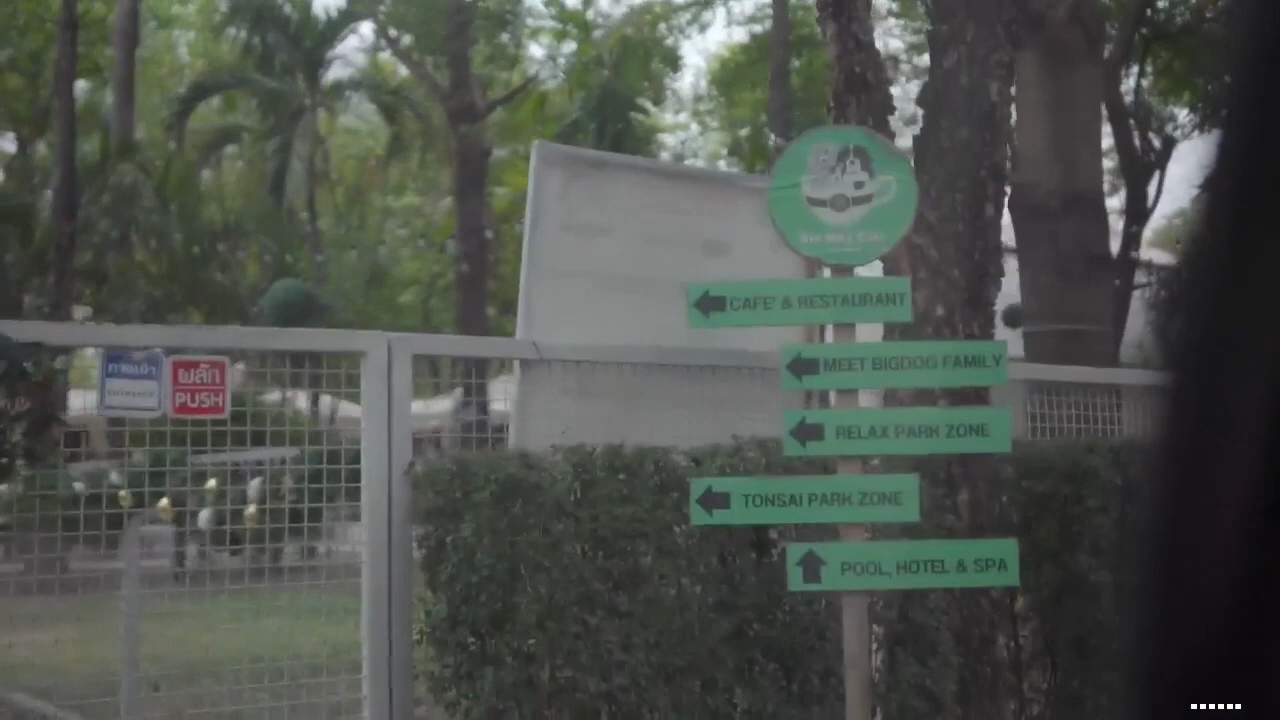 ทางเข้า
ENTRANCE
ผลัก
PUSH
CAFE' & RESTAURANT
MEET BIGDOG FAMILY
RELAX PARK ZONE
TONSAI PARK ZONE
POOL, HOTEL & SPA